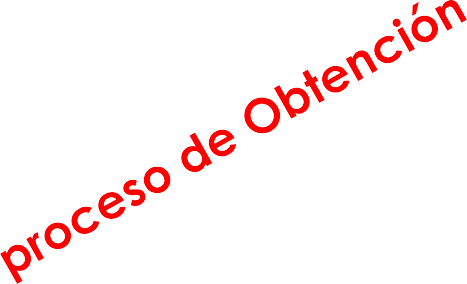 proceso de Obtención